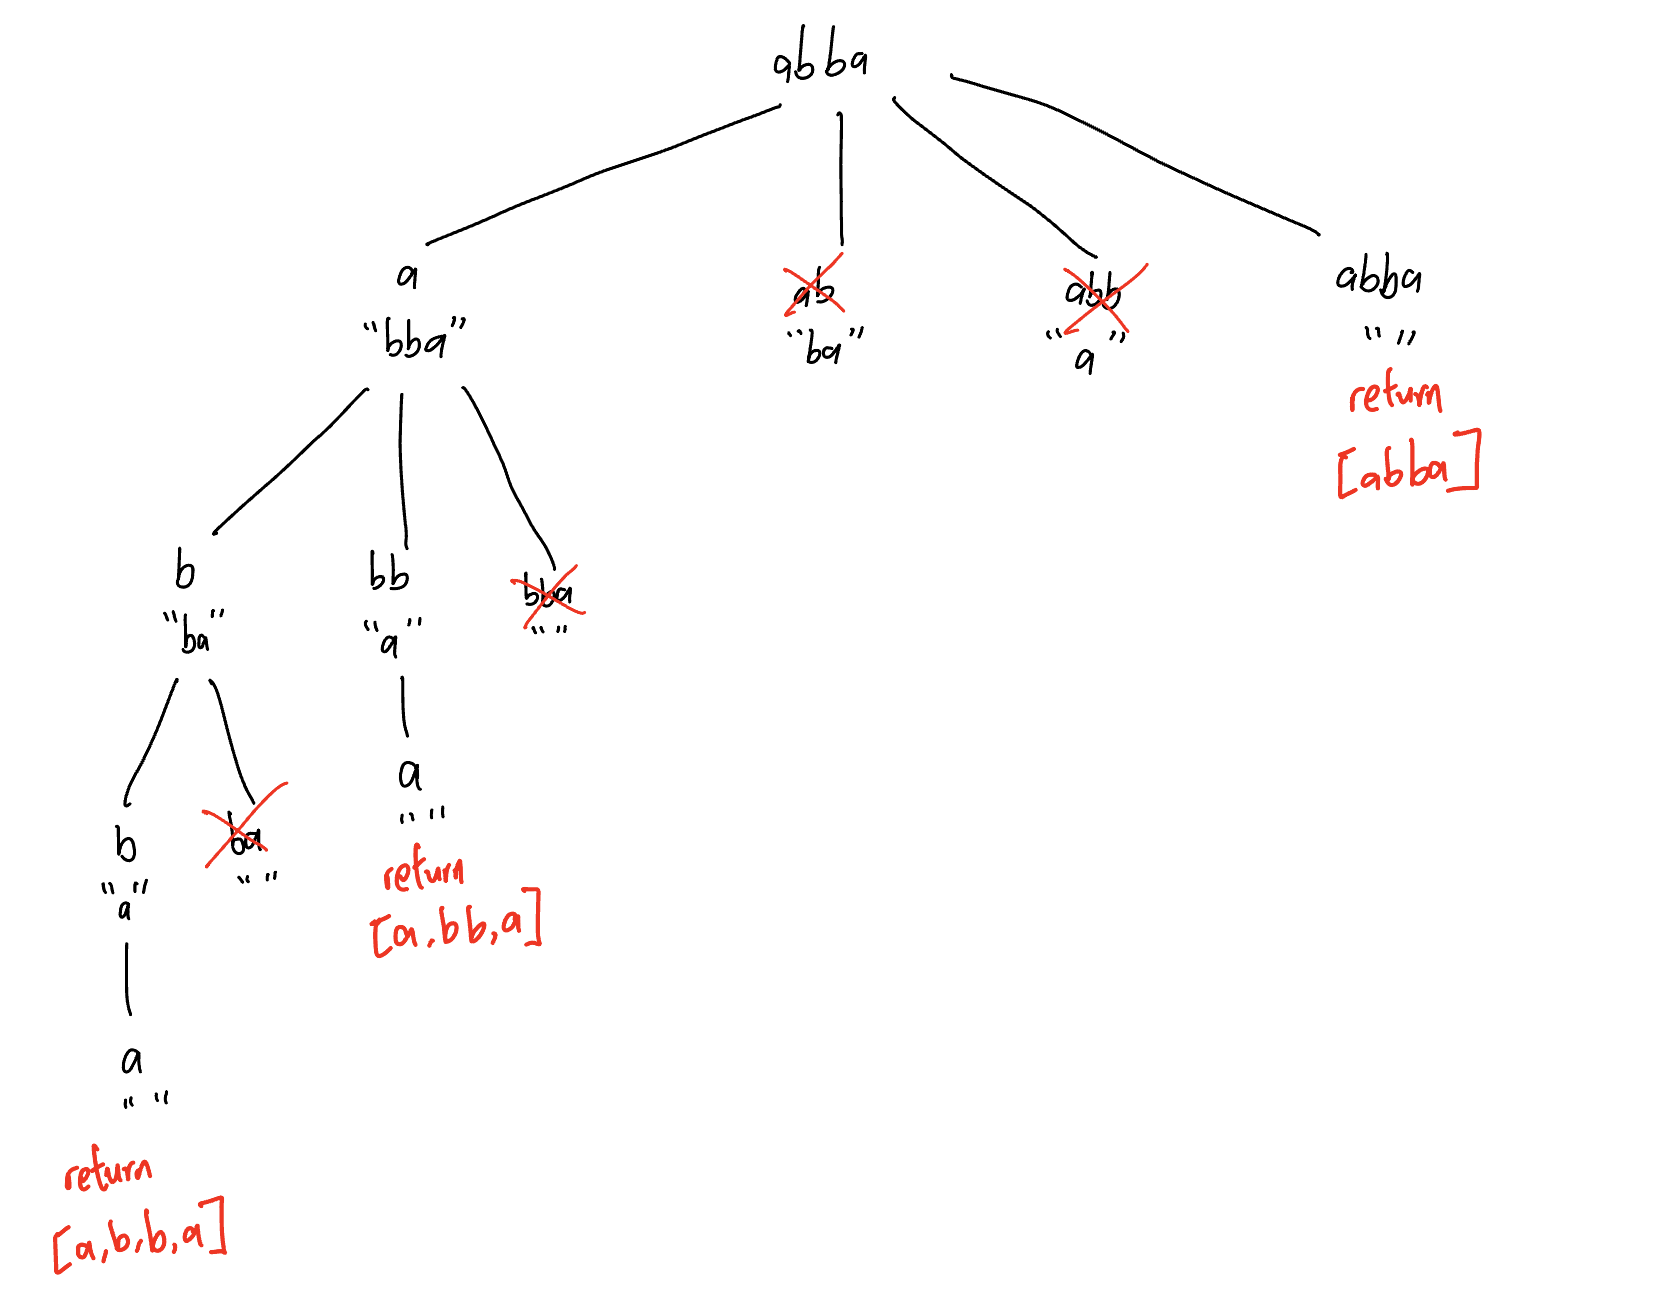 abba
a
"bba"
ab
"ba"
abb
"a"
abba
" "
return
[abba]
b
"ba"
bb
"a"
bba
" "
b
"a"
ba
" "
a
" "
return
[a,bb,a]
a
" "
return
[a,b,b,a]